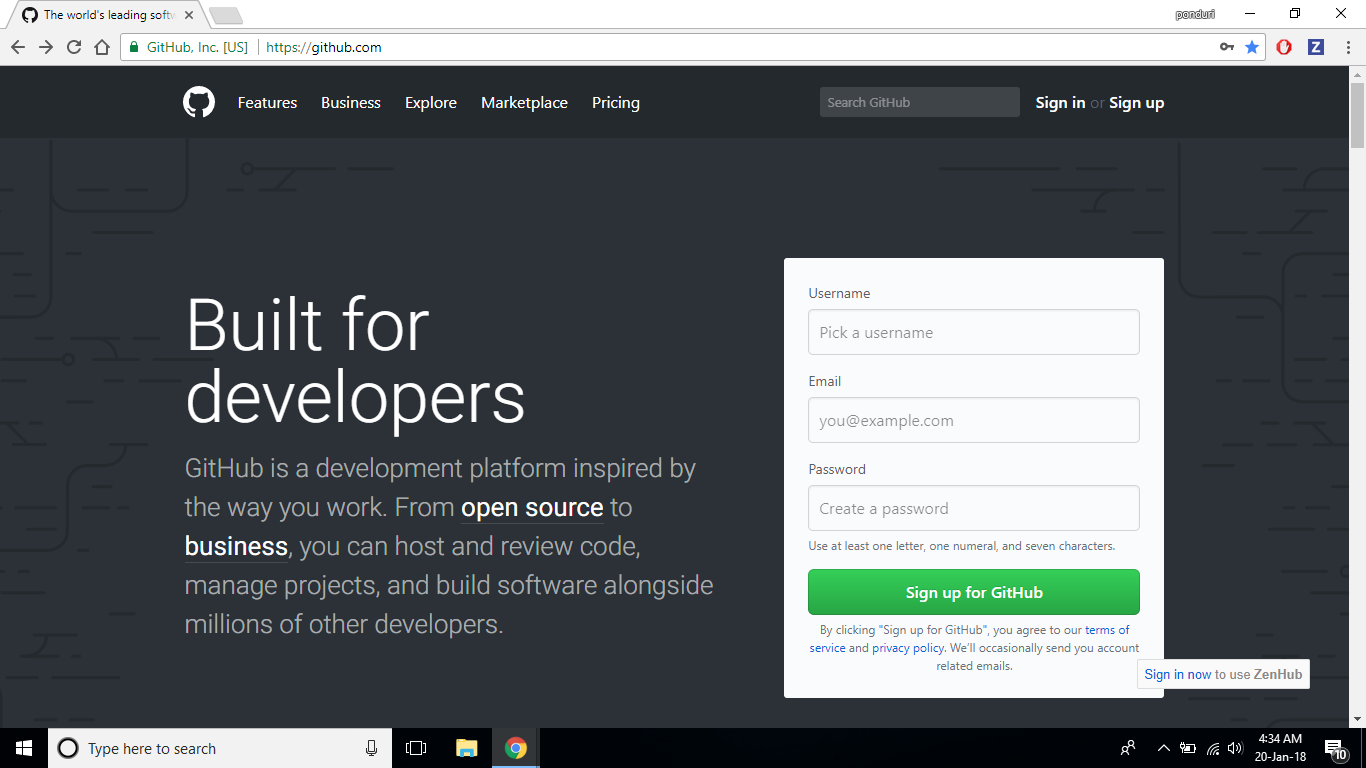 The world's leading softw
ponduri
GitHub, Inc. [US] https://github.com
Z
Features Business Explore Marketplace Pricing Search GitHub Sign in or Sign up
Built for
developers
GitHub is a development platform inspired by
the way you work. From open source to
business, you can host and review code,
manage projects, and build software alongside
millions of other developers.
Username
Pick a username
Email
you@example.com
Password
Create a password
Use at least one letter, one numeral, and seven characters.
Sign up for GitHub
By clicking "Sign up for GitHub", you agree to our terms of
service and privacy policy. We’ll occasionally send you account
related emails.
Sign in now to use ZenHub
Type here to search
4:34 AM
20-Jan-18
10